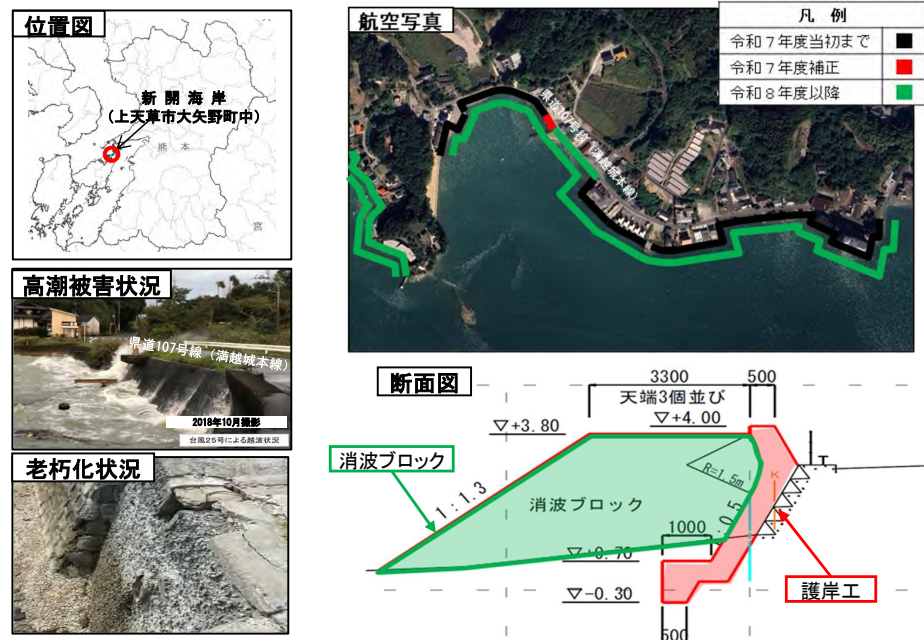 位置図
新開海岸
(上天草市大矢野町中)
熊本
宮
航空写真
凡例
令和7年度当初まで
令和7年度補正
令和8年度以降
県道107号線(満越城本線)
高潮被害状況
県道107号線(満越城本線)
2018年10月撮影
台風25号による越波状況
老朽化状況
断面図
3300
500
天端3個並び
▽+3.80
▽+4.00
消波ブロック
1:1.3
R=1.5m
消波ブロック
:0.5
K
T
1000
▽+0.70
▽-0.30
500
護岸工